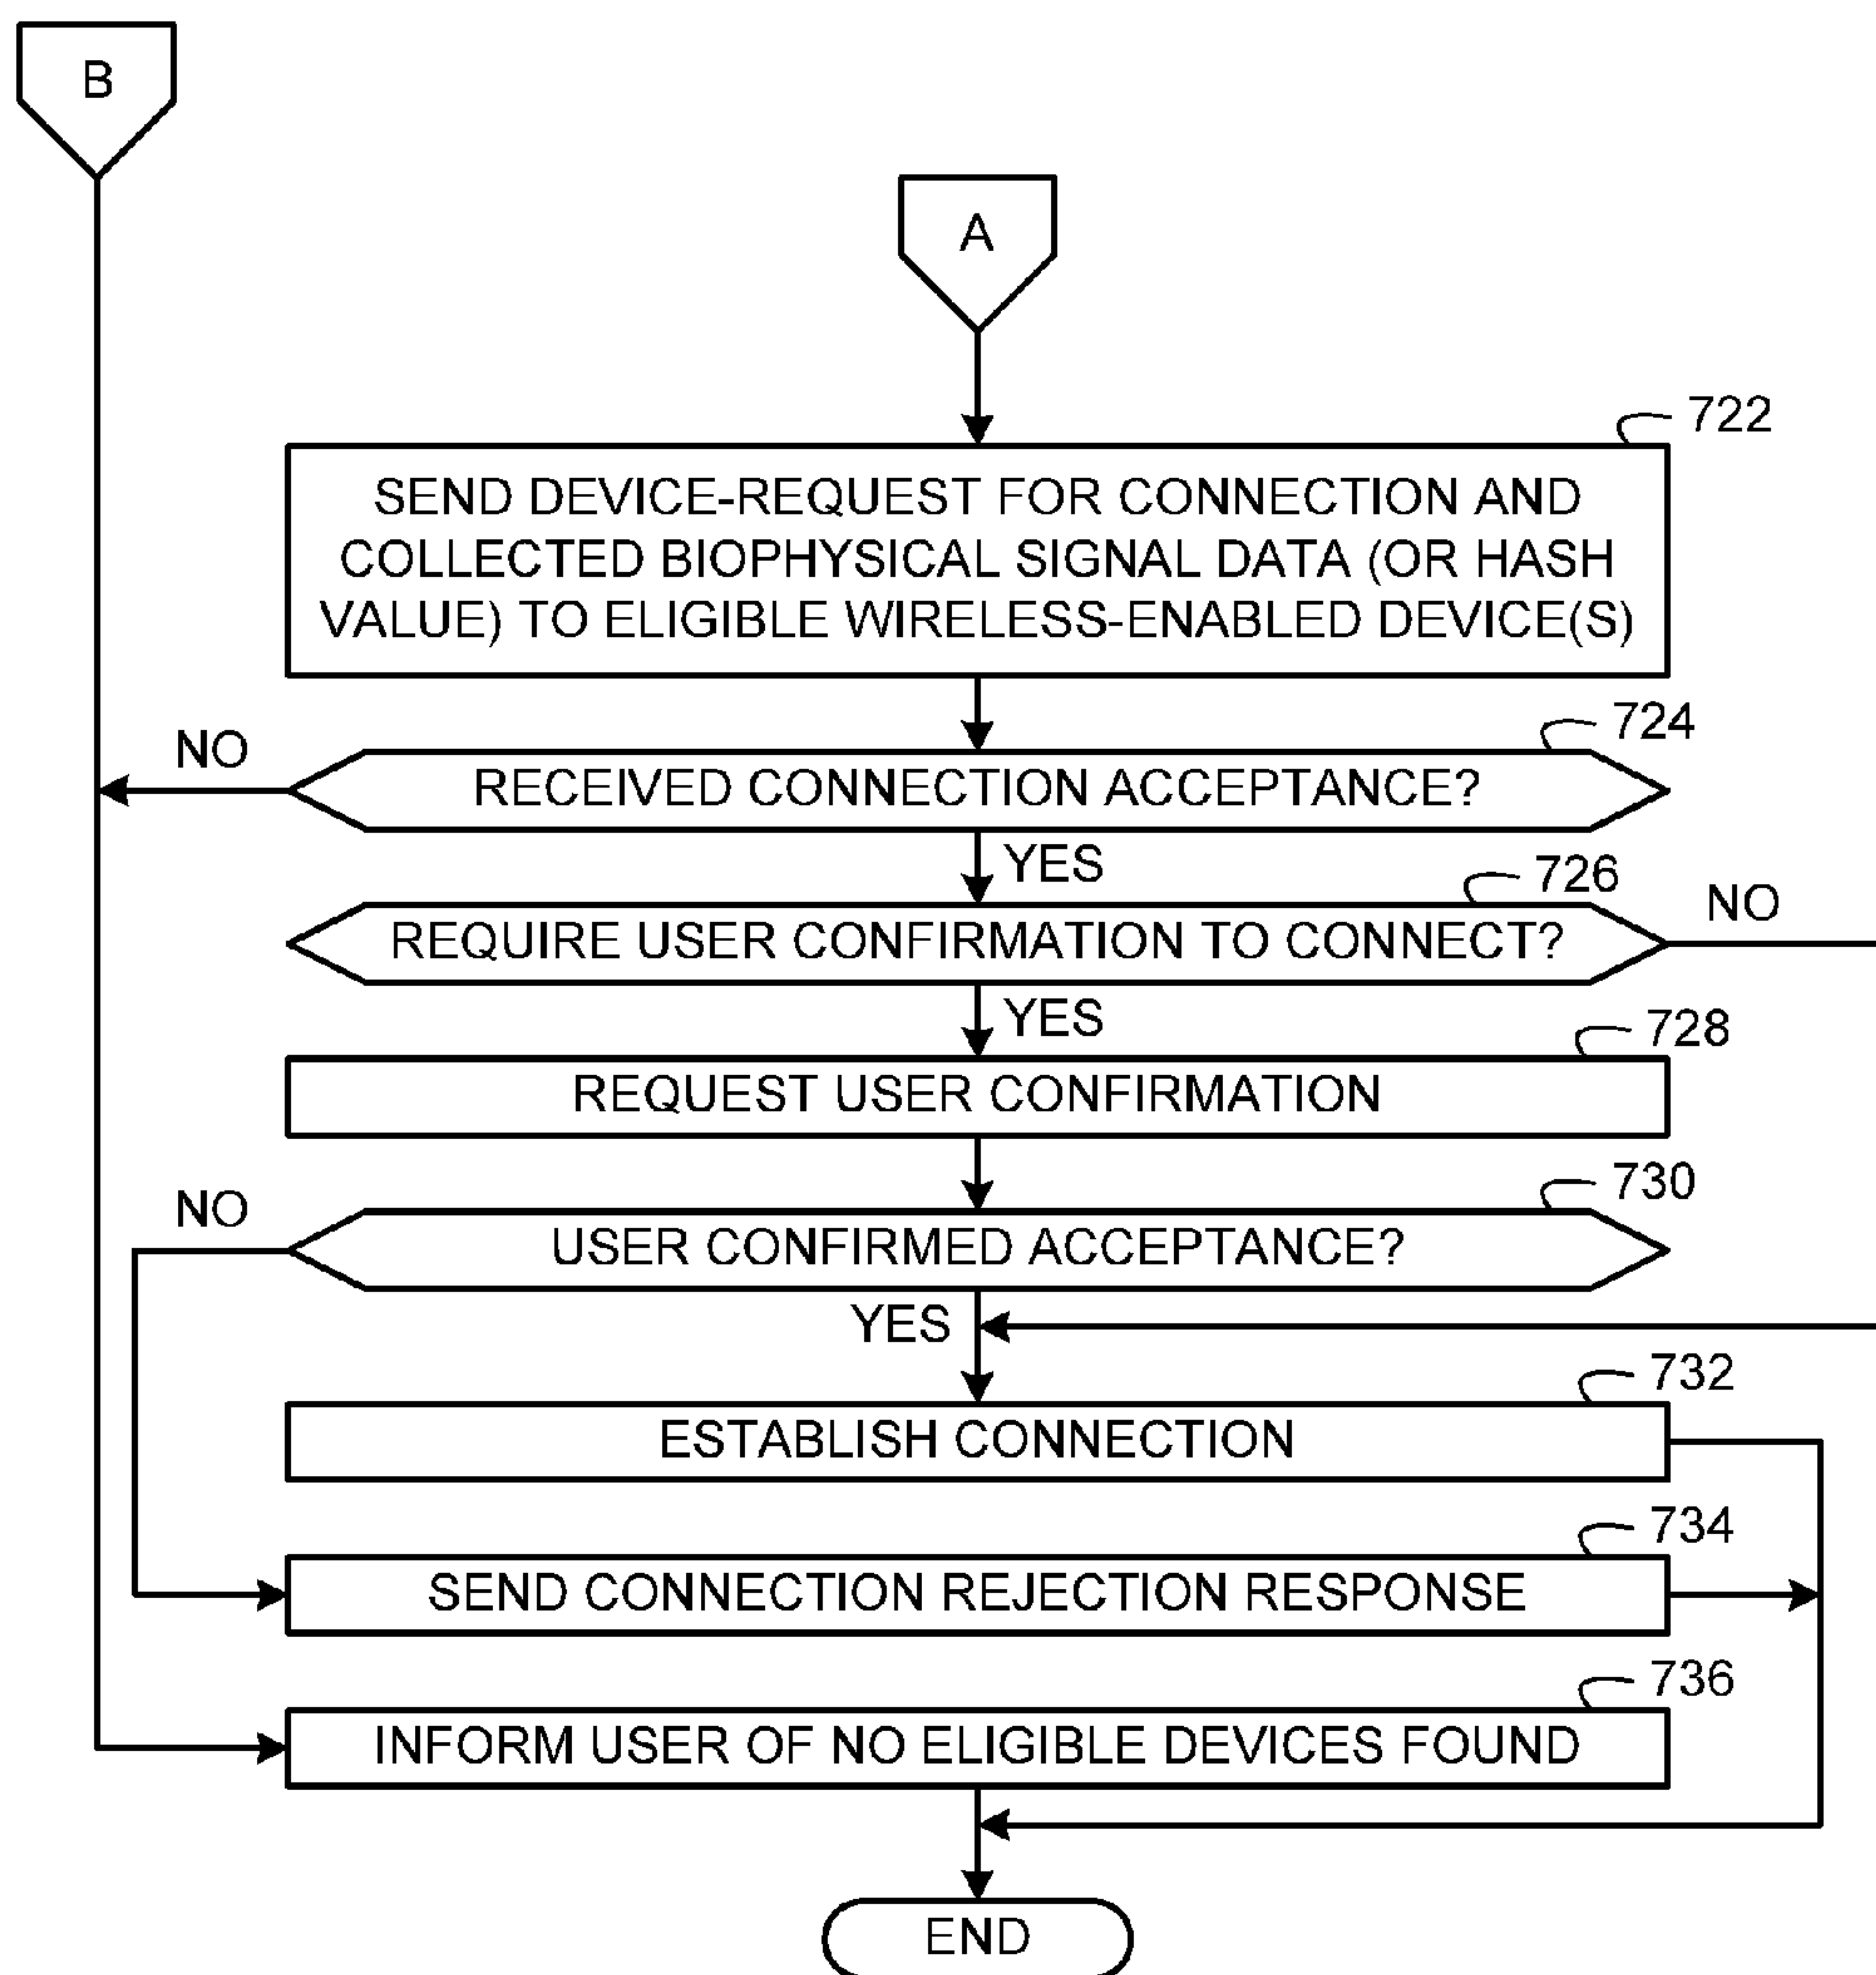 B
A
722
SEND DEVICE-REQUEST FOR CONNECTION AND
COLLECTED BIOPHYSICAL SIGNAL DATA (OR HASH
VALUE) TO ELIGIBLE WIRELESS-ENABLED DEVICE(S)
724
NO
RECEIVED CONNECTION ACCEPTANCE?
YES
726
NO
REQUIRE USER CONFIRMATION TO CONNECT?
YES
728
REQUEST USER CONFIRMATION
730
NO
USER CONFIRMED ACCEPTANCE?
YES
732
ESTABLISH CONNECTION
734
SEND CONNECTION REJECTION RESPONSE
736
INFORM USER OF NO ELIGIBLE DEVICES FOUND
END